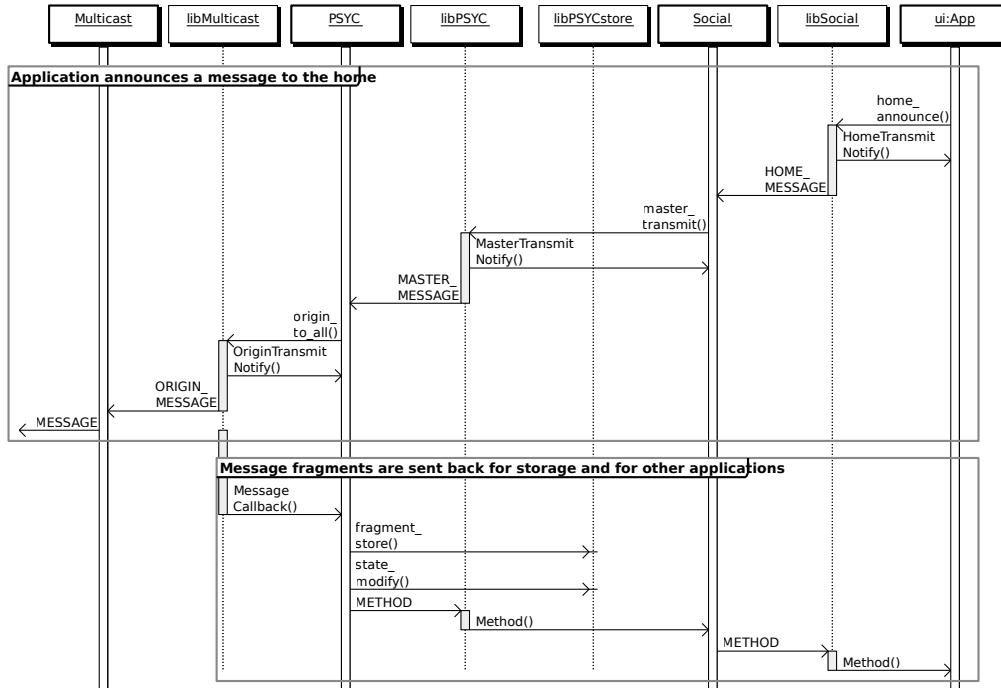 Multicast
libMulticast
PSYC
libPSYC
libPSYCstore
Social
libSocial
ui:App
Application announces a message to the home
home_
announce()
HomeTransmit
Notify()
HOME_
MESSAGE
master_
transmit()
MasterTransmit
Notify()
MASTER_
MESSAGE
origin_
to_all()
OriginTransmit
Notify()
ORIGIN_
MESSAGE
MESSAGE
Message fragments are sent back for storage and for other applications
Message
Callback()
fragment_
store()
state_
modify()
METHOD
Method()
METHOD
Method()